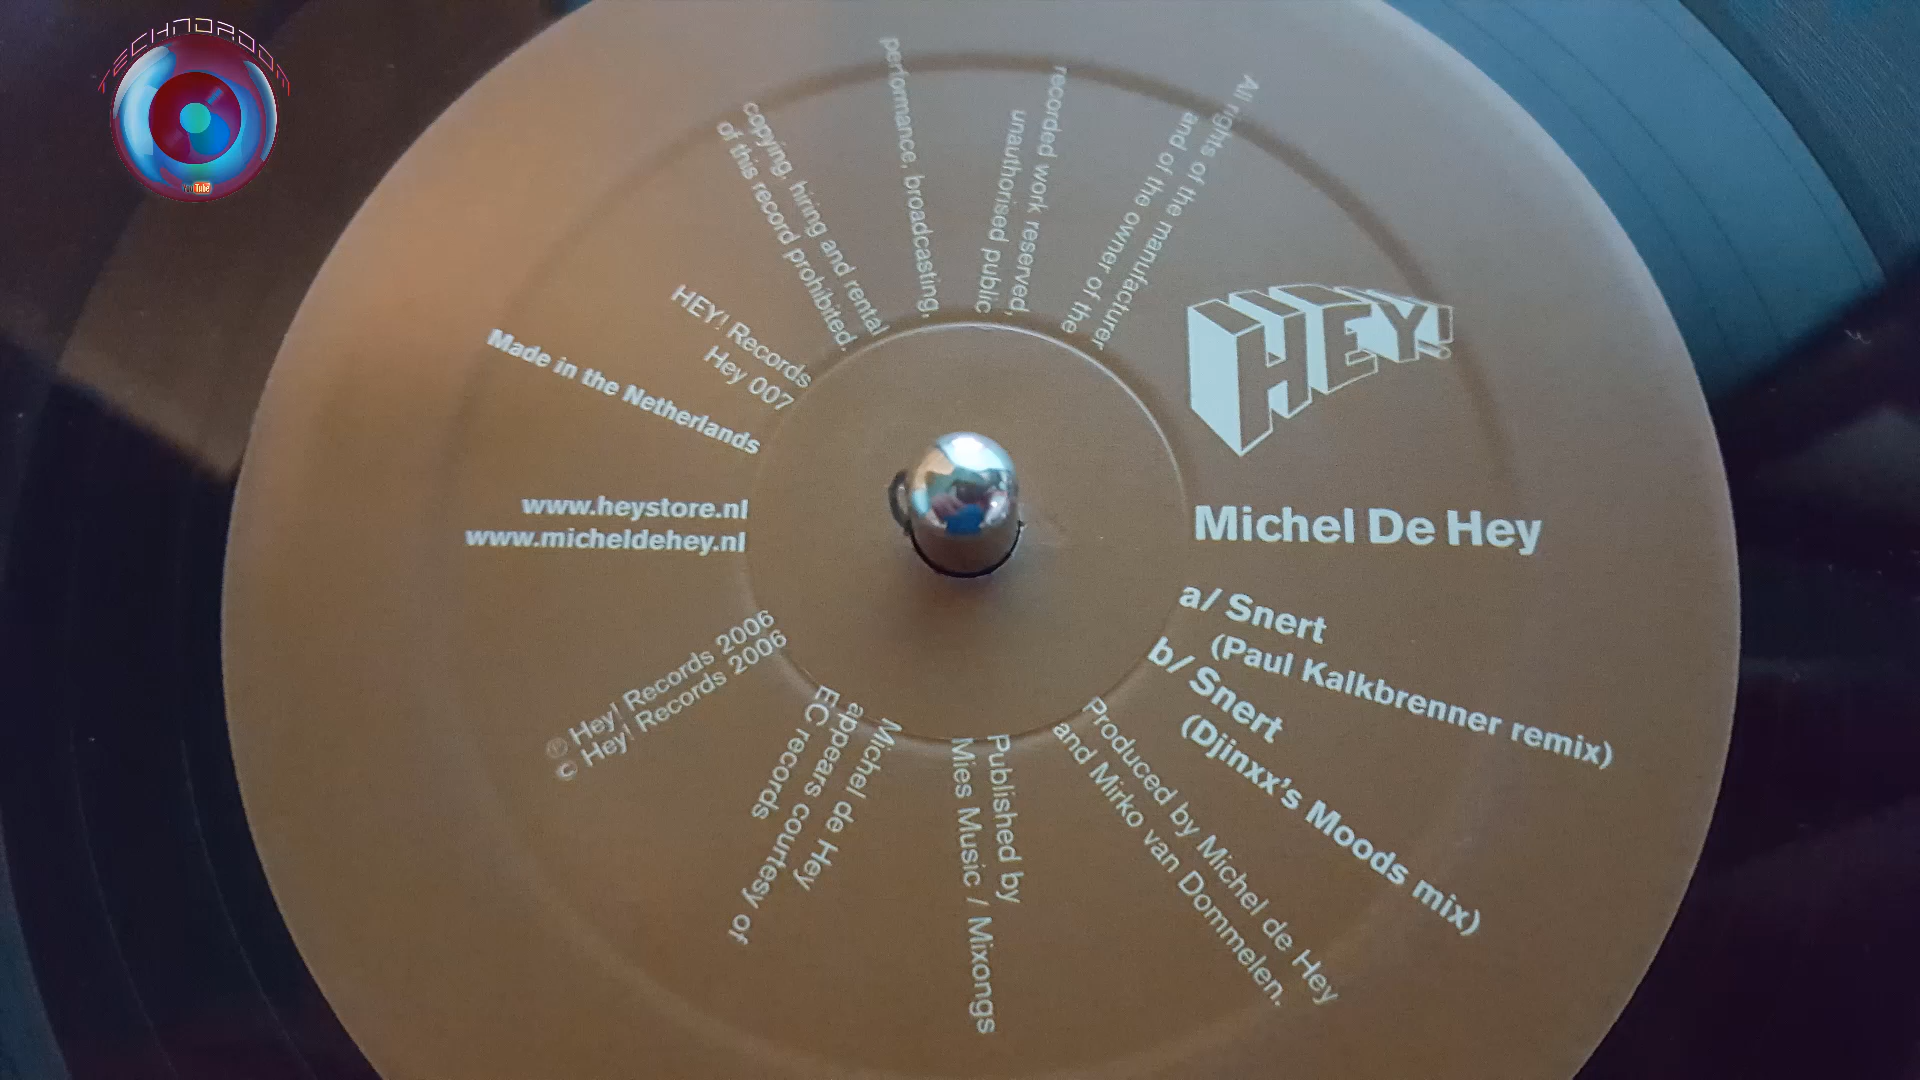 TECHNOROOM
YouTube
HEY!
Michel De Hey
a/ Snert
(Paul Kalkbrenner remix)
b/ Snert
(Djinxx's Moods mix)
Produced by Michel de Hey
and Mirko van Dommelen.
Published by
Mies Music / Mixongs
Michel de Hey
appears courtesy of
EC records
℗ Hey! Records 2006
© Hey! Records 2006
www.heystore.nl
www.micheldehey.nl
Made in the Netherlands
HEY! Records
Hey 007
All rights of the manufacturer
and of the owner of the
recorded work reserved,
unauthorised public
performance, broadcasting,
copying, hiring and rental
of this record prohibited.